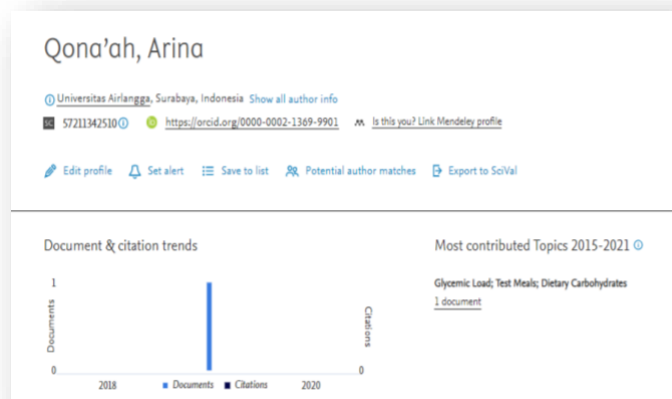 Qona'ah, Arina
Universitas Airlangga, Surabaya, Indonesia Show all author info
SC 57211342510 https://orcid.org/0000-0002-1369-9901 Is this you? Link Mendeley profile
Edit profile Set alert Save to list Potential author matches Export to SciVal
Document & citation trends
Most contributed Topics 2015-2021
Glycemic Load; Test Meals; Dietary Carbohydrates
1 document
1
Documents
Citations
0 0
2018 Documents Citations 2020